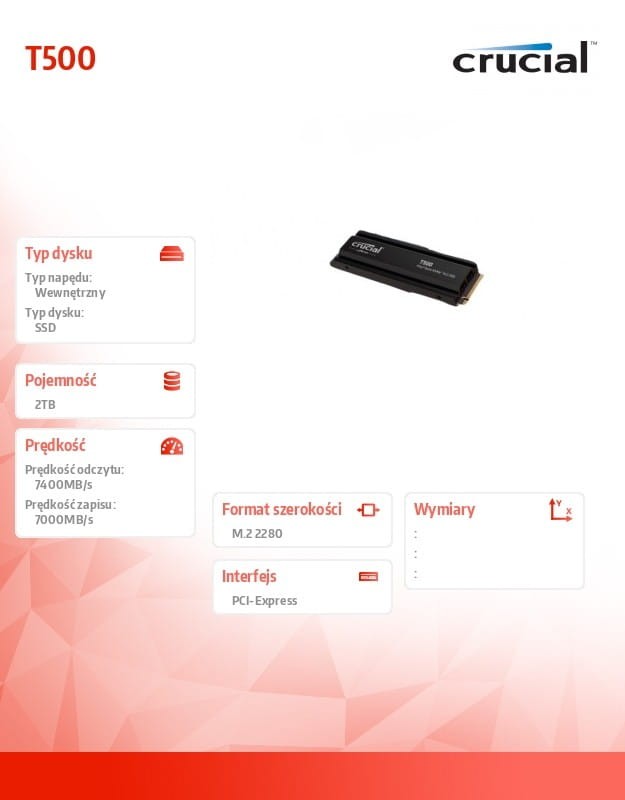 T500
crucial™
crucial
T500
Typ dysku
Typ napędu:
Wewnętrzny
Typ dysku:
SSD
Pojemność
2TB
Prędkość
Prędkość odczytu:
7400MB/s
Prędkość zapisu:
7000MB/s
Format szerokości
M.2 2280
Interfejs
PCI-Express
Wymiary
Y
X
:
:
: